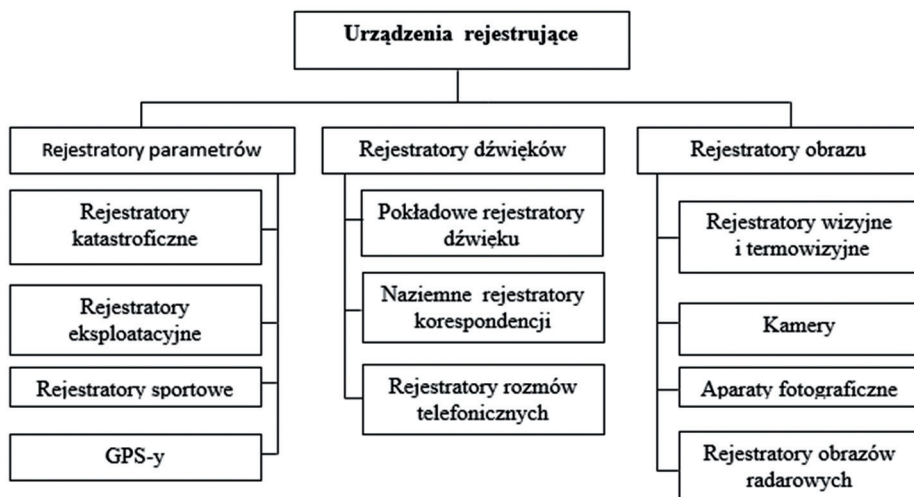 Urządzenia rejestrujące
Rejestratory parametrów
Rejestratory
katastroficzne
Rejestratory
eksploatacyjne
Rejestratory sportowe
GPS-y
Rejestratory dźwięków
Pokładowe rejestratory
dźwięku
Naziemne rejestratory
korespondencji
Rejestratory rozmów
telefonicznych
Rejestratory obrazu
Rejestratory wizyjne
i termowizyjne
Kamery
Aparaty fotograficzne
Rejestratory obrazów
radarowych